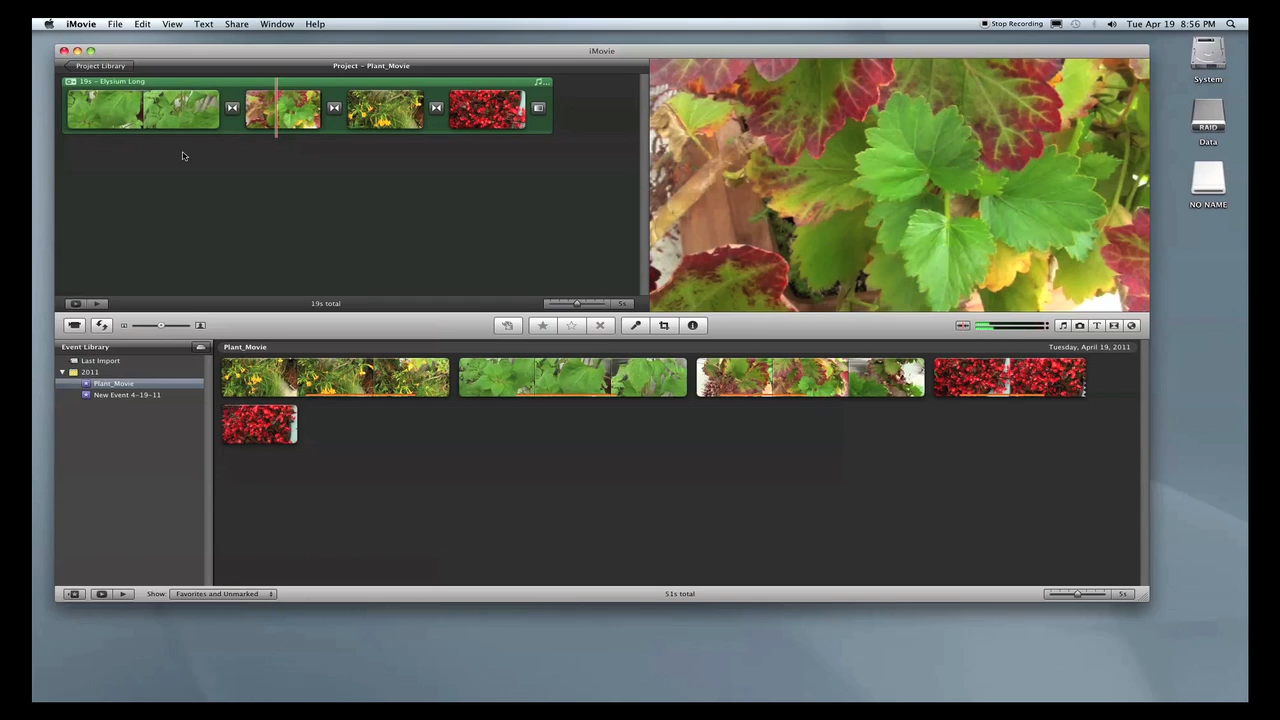 iMovie File Edit View Text Share Window Help
Stop Recording Tue Apr 19 8:56 PM
iMovie
Project Library Project - Plant_Movie
19s - Elysium Long
System
RAID
Data
NO NAME
19s total 5s
Event Library Plant_Movie Tuesday, April 19, 2011
Last Import
2011
Plant_Movie
New Event 4-19-11
Show: Favorites and Unmarked 51s total 5s